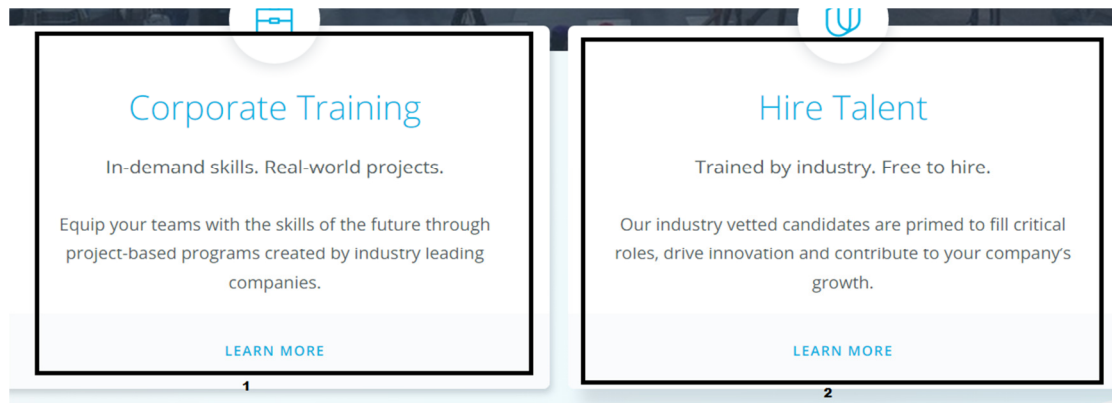 Corporate Training
In-demand skills. Real-world projects.
Equip your teams with the skills of the future through
project-based programs created by industry leading
companies.
LEARN MORE
1
Hire Talent
Trained by industry. Free to hire.
Our industry vetted candidates are primed to fill critical
roles, drive innovation and contribute to your company's
growth.
LEARN MORE
2